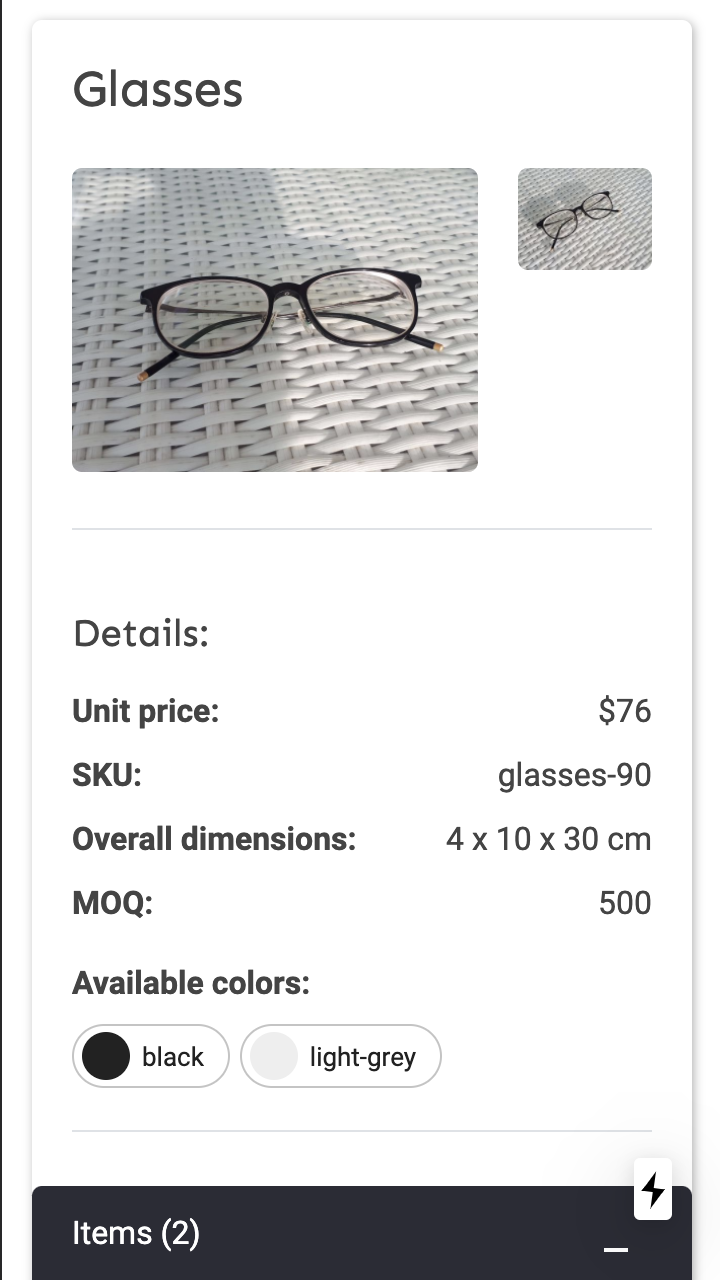 Glasses
Details:
Unit price: $76
SKU: glasses-90
Overall dimensions: 4 x 10 x 30 cm
MOQ: 500
Available colors:
black light-grey
Items (2)